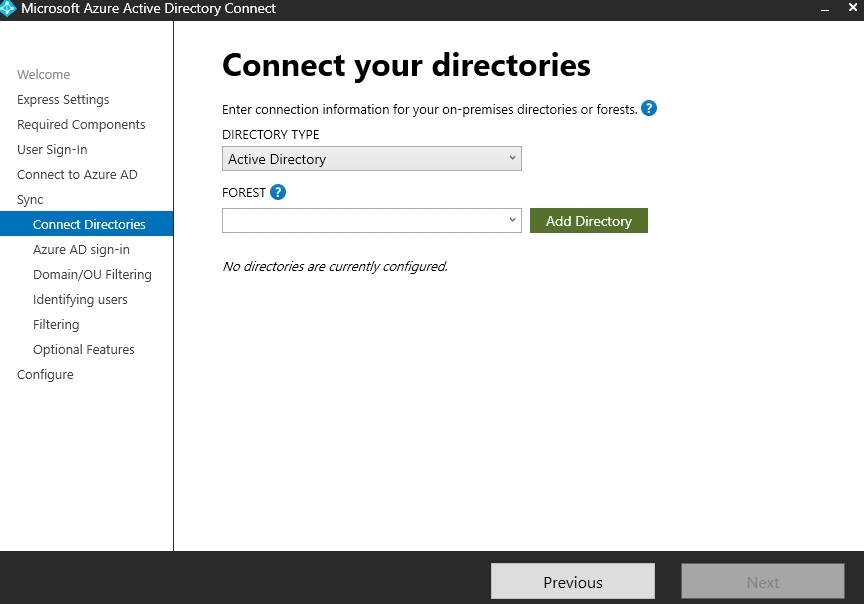 Microsoft Azure Active Directory Connect
Welcome
Express Settings
Required Components
User Sign-In
Connect to Azure AD
Sync
Connect Directories
Azure AD sign-in
Domain/OU Filtering
Identifying users
Filtering
Optional Features
Configure
Connect your directories
Enter connection information for your on-premises directories or forests. ?
DIRECTORY TYPE
Active Directory
FOREST ?
Add Directory
No directories are currently configured.
Previous
Next